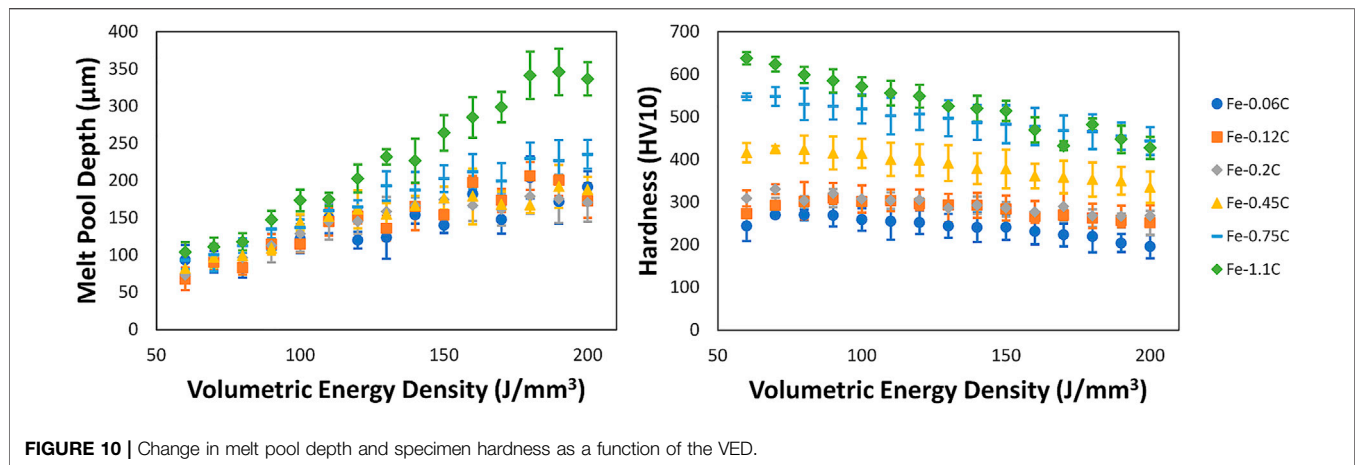 400
350
300
250
200
150
100
50
0
Melt Pool Depth (µm)
50
100
150
200
Volumetric Energy Density (J/mm³)
700
600
500
400
300
200
100
0
Hardness (HV10)
50
100
150
200
Volumetric Energy Density (J/mm³)
Fe-0.06C
Fe-0.12C
Fe-0.2C
Fe-0.45C
Fe-0.75C
Fe-1.1C
FIGURE 10 | Change in melt pool depth and specimen hardness as a function of the VED.